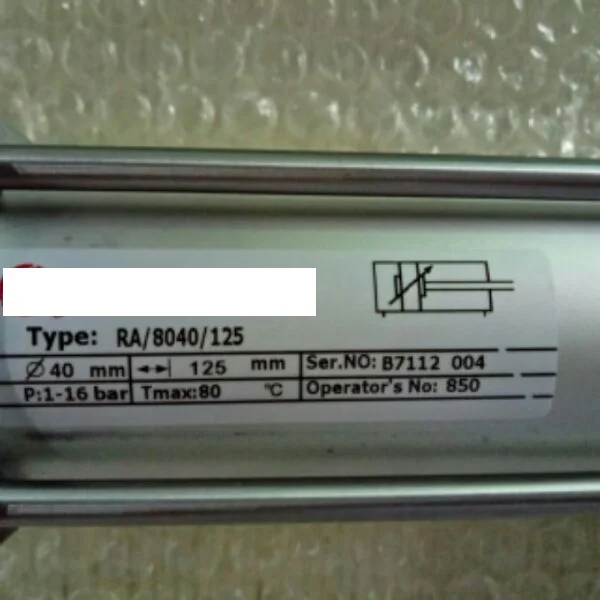 Type: RA/8040/125
Ø 40 mm 125 mm Ser.NO: B7112 004
P:1-16 bar Tmax:80 ℃ Operator's No: 850